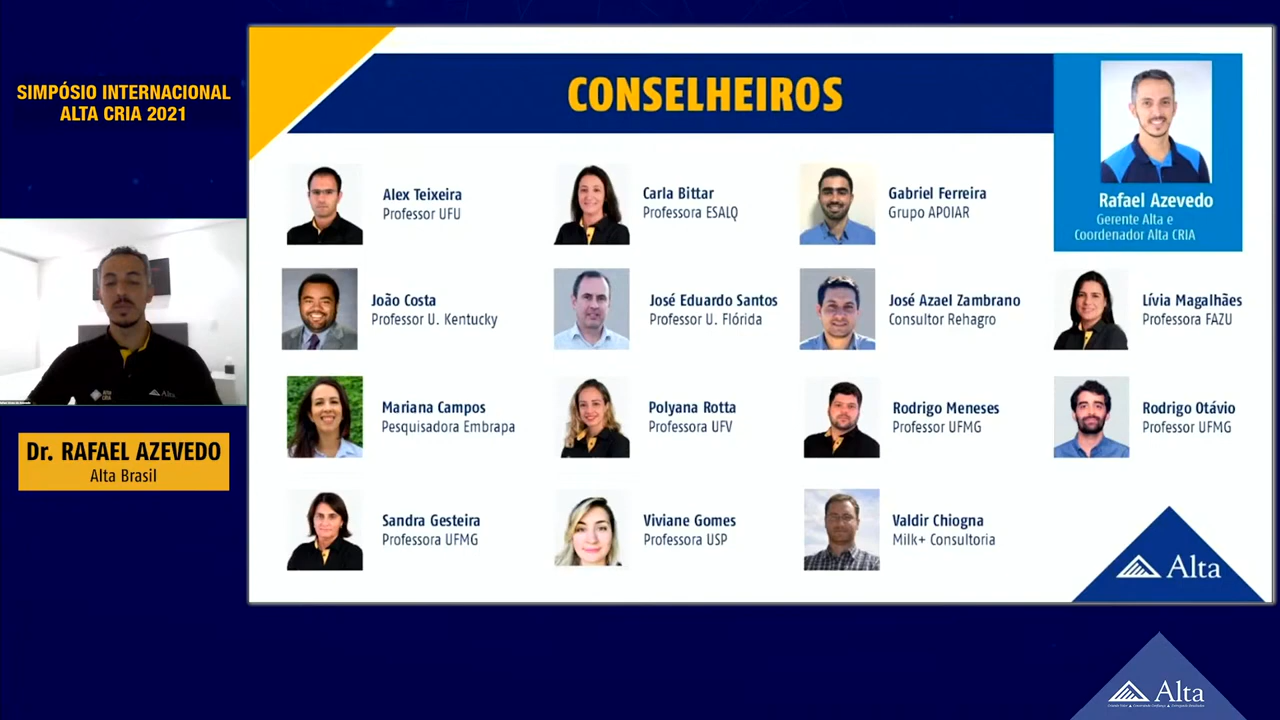 SIMPÓSIO INTERNACIONAL
ALTA CRIA 2021
Dr. RAFAEL AZEVEDO
Alta Brasil
CONSELHEIROS
Rafael Azevedo
Gerente Alta e
Coordenador Alta CRIA
Alex Teixeira
Professor UFU
Carla Bittar
Professora ESALQ
Gabriel Ferreira
Grupo APOIAR
João Costa
Professor U. Kentucky
José Eduardo Santos
Professor U. Flórida
José Azael Zambrano
Consultor Rehagro
Lívia Magalhães
Professora FAZU
Mariana Campos
Pesquisadora Embrapa
Polyana Rotta
Professora UFV
Rodrigo Meneses
Professor UFMG
Rodrigo Otávio
Professor UFMG
Sandra Gesteira
Professora UFMG
Viviane Gomes
Professora USP
Valdir Chiogna
Milk+ Consultoria
Alta
Alta
Alta